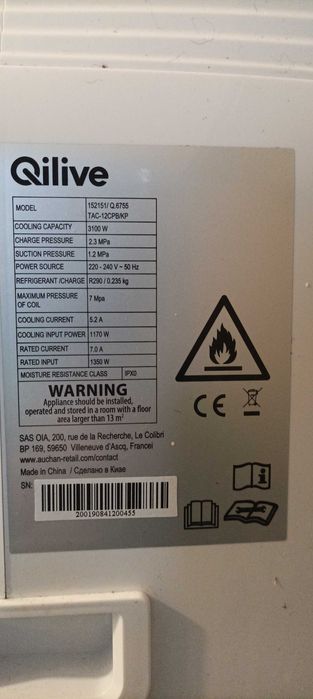 Qilive
MODEL 152151/ Q.6755
TAC-12CPB/KP
COOLING CAPACITY 3100 W
CHARGE PRESSURE 2.3 MPa
SUCTION PRESSURE 1.2 MPa
POWER SOURCE 220 - 240 V ~ 50 Hz
REFRIGERANT /CHARGE R290 / 0.235 kg
MAXIMUM PRESSURE
OF COIL 7 Mpa
COOLING CURRENT 5.2 A
COOLING INPUT POWER 1170 W
RATED CURRENT 7.0 A
RATED INPUT 1350 W
MOISTURE RESISTANCE CLASS IPX0
WARNING
Appliance should be installed,
operated and stored in a room with a floor
area larger than 13 m²
SAS OIA, 200, rue de la Recherche, Le Colibri
BP 169, 59650 Villeneuve d'Ascq, Francei
www.auchan-retail.com/contact
Made in China / Сделано в Киае
SN:
200190841200455
CE